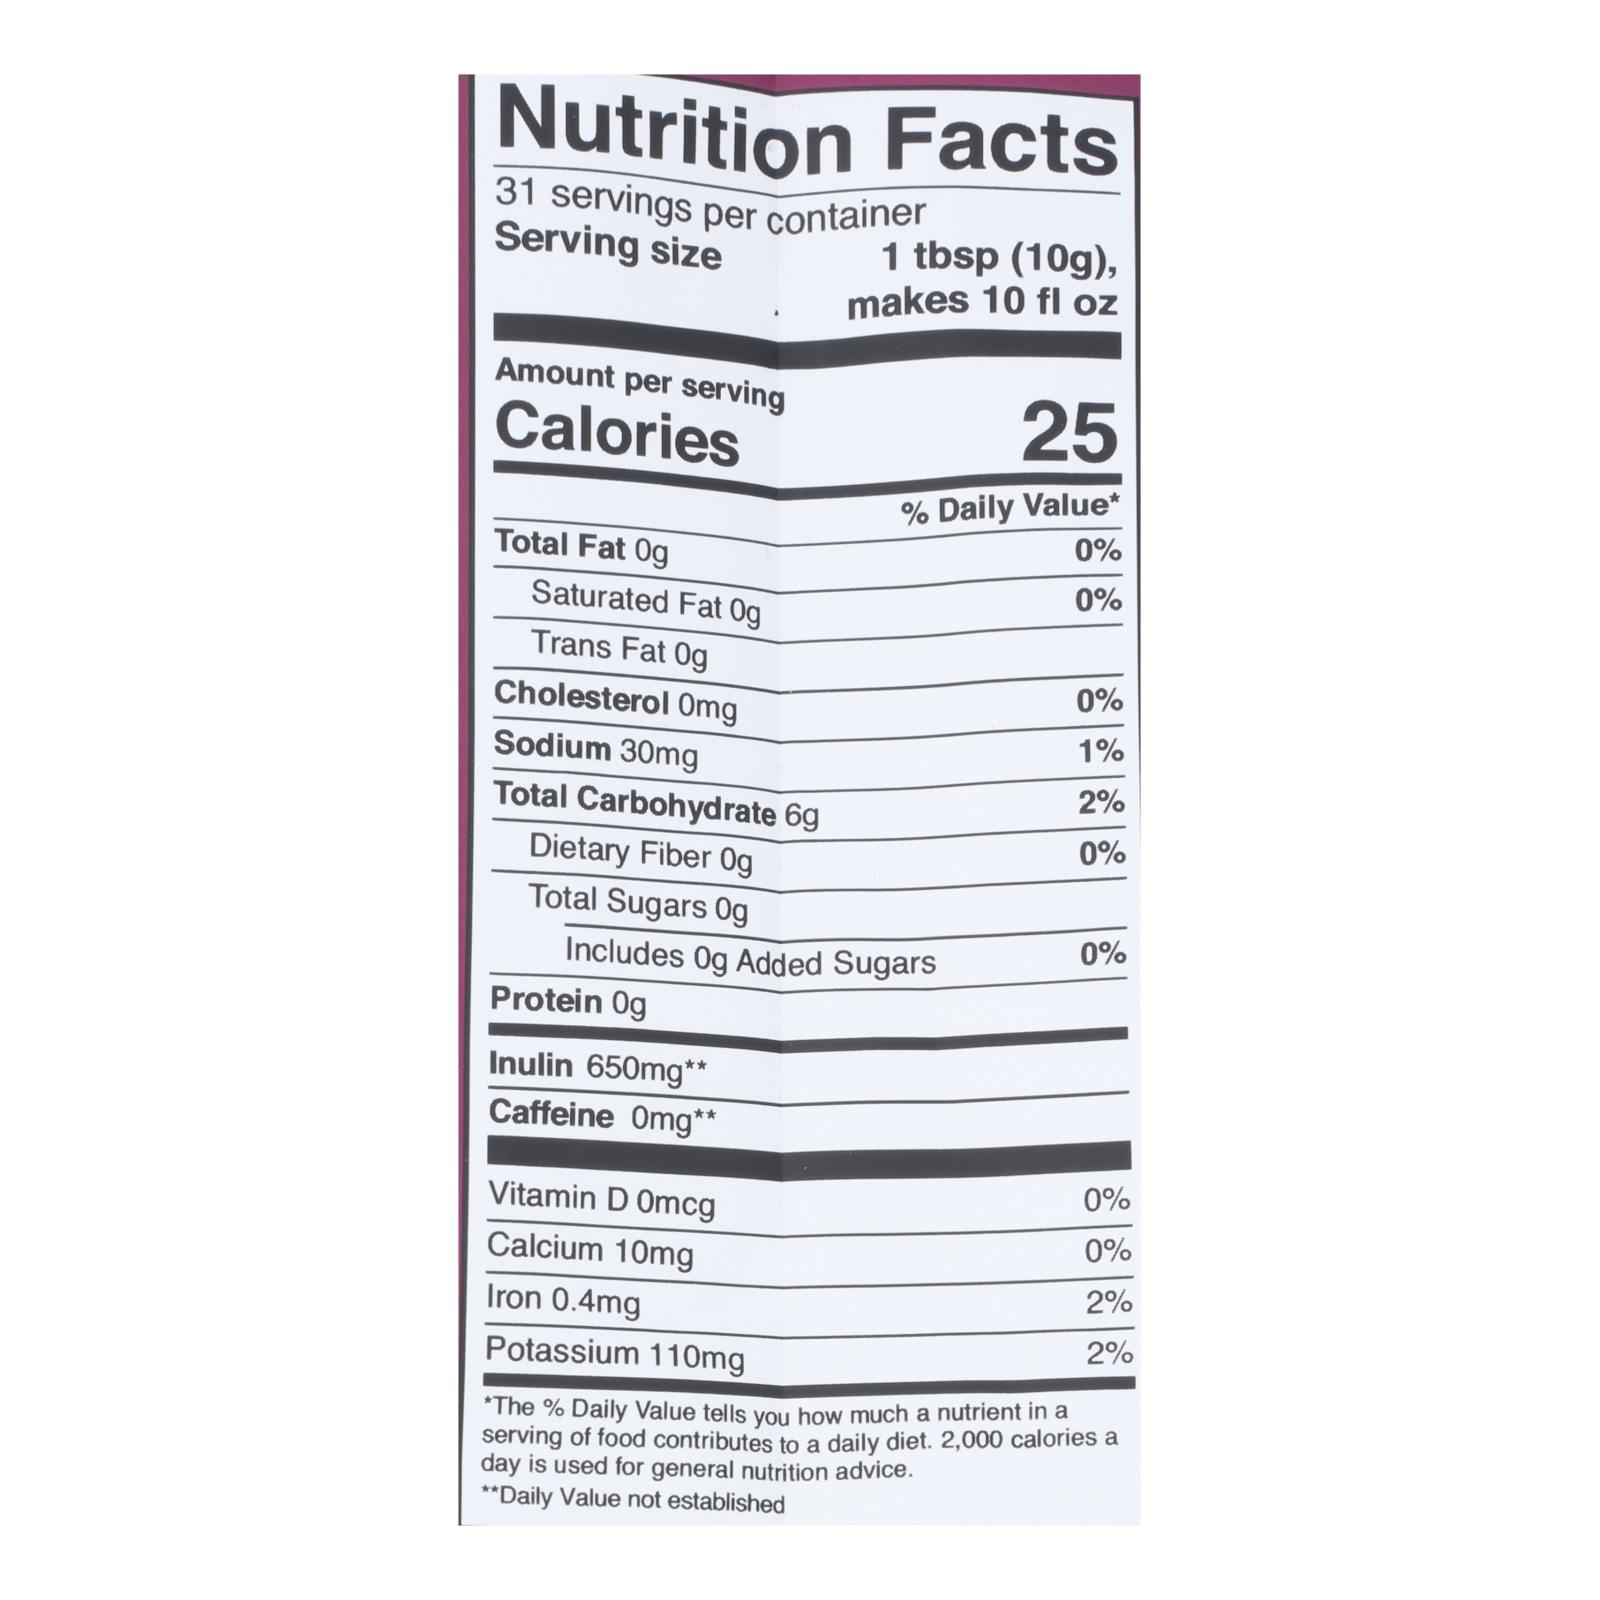 Nutrition Facts
31 servings per container
Serving size 1 tbsp (10g),
makes 10 fl oz
Amount per serving
Calories 25
% Daily Value*
Total Fat 0g 0%
Saturated Fat 0g 0%
Trans Fat 0g
Cholesterol 0mg 0%
Sodium 30mg 1%
Total Carbohydrate 6g 2%
Dietary Fiber 0g 0%
Total Sugars 0g
Includes 0g Added Sugars 0%
Protein 0g
Inulin 650mg**
Caffeine 0mg**
Vitamin D 0mcg 0%
Calcium 10mg 0%
Iron 0.4mg 2%
Potassium 110mg 2%
*The % Daily Value tells you how much a nutrient in a
serving of food contributes to a daily diet. 2,000 calories a
day is used for general nutrition advice.
**Daily Value not established